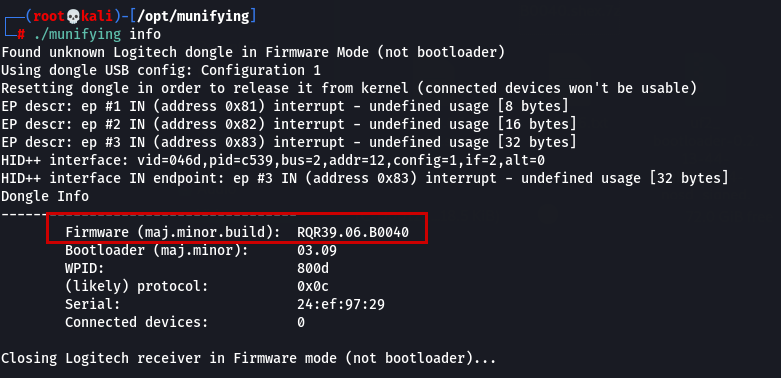 (root💀kali)-[/opt/munifying]
# ./munifying info
Found unknown Logitech dongle in Firmware Mode (not bootloader)
Using dongle USB config: Configuration 1
Resetting dongle in order to release it from kernel (connected devices won't be usable)
EP descr: ep #1 IN (address 0x81) interrupt - undefined usage [8 bytes]
EP descr: ep #2 IN (address 0x82) interrupt - undefined usage [16 bytes]
EP descr: ep #3 IN (address 0x83) interrupt - undefined usage [32 bytes]
HID++ interface: vid=046d,pid=c539,bus=2,addr=12,config=1,if=2,alt=0
HID++ interface IN endpoint: ep #3 IN (address 0x83) interrupt - undefined usage [32 bytes]
Dongle Info
-------------------------------------
Firmware (maj.minor.build):  RQR39.06.B0040
Bootloader (maj.minor):      03.09
WPID:                        800d
(likely) protocol:           0x0c
Serial:                      24:ef:97:29
Connected devices:           0
Closing Logitech receiver in Firmware mode (not bootloader)...